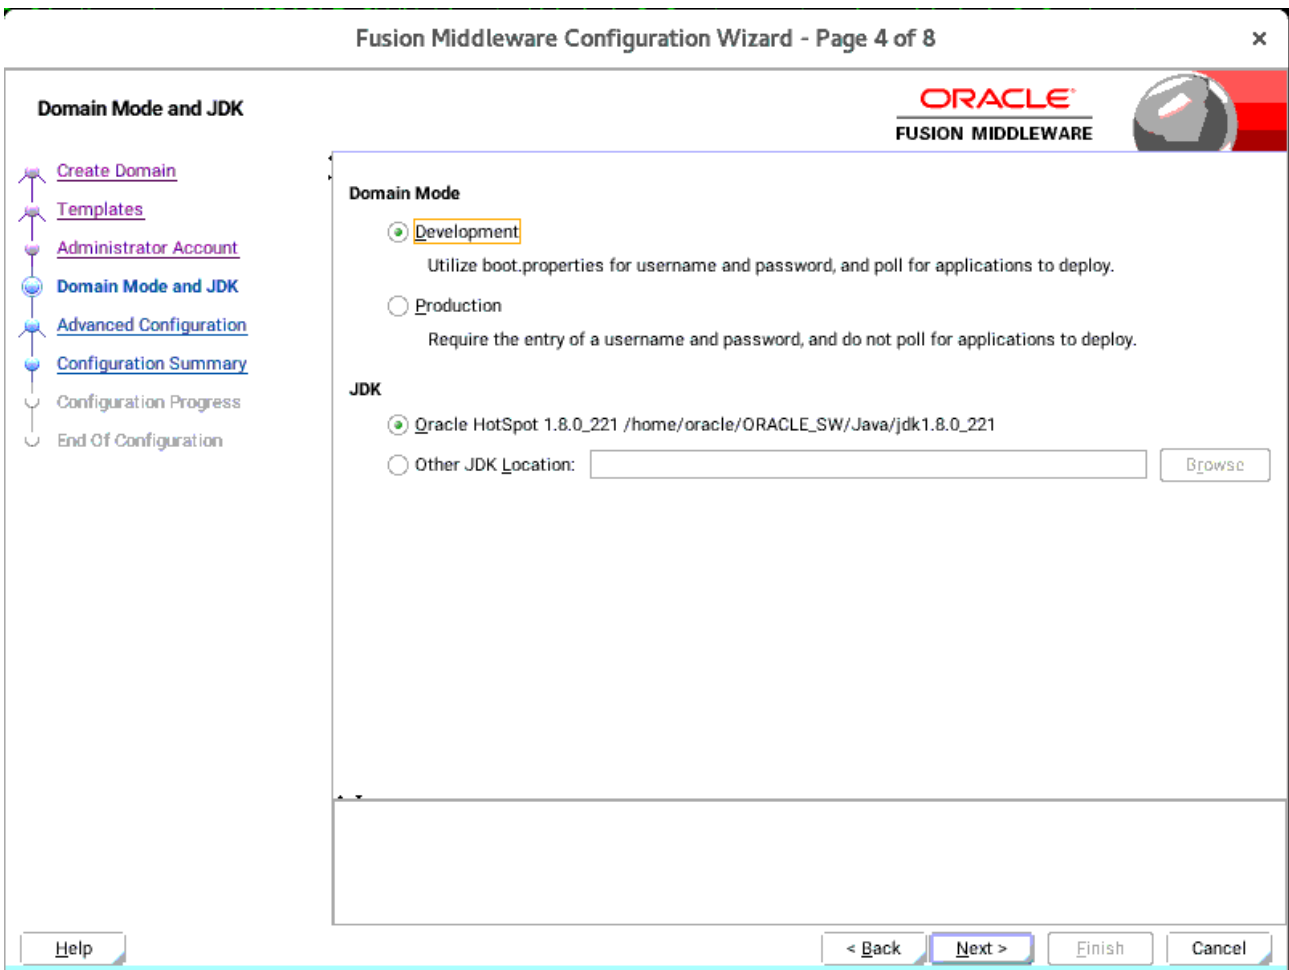 Fusion Middleware Configuration Wizard - Page 4 of 8
Domain Mode and JDK
ORACLE
FUSION MIDDLEWARE
Create Domain
Templates
Administrator Account
Domain Mode and JDK
Advanced Configuration
Configuration Summary
Configuration Progress
End Of Configuration
Domain Mode
Development
Utilize boot.properties for username and password, and poll for applications to deploy.
Production
Require the entry of a username and password, and do not poll for applications to deploy.
JDK
Oracle HotSpot 1.8.0_221 /home/oracle/ORACLE_SW/Java/jdk1.8.0_221
Other JDK Location:
Browse
Help
< Back
Next >
Finish
Cancel